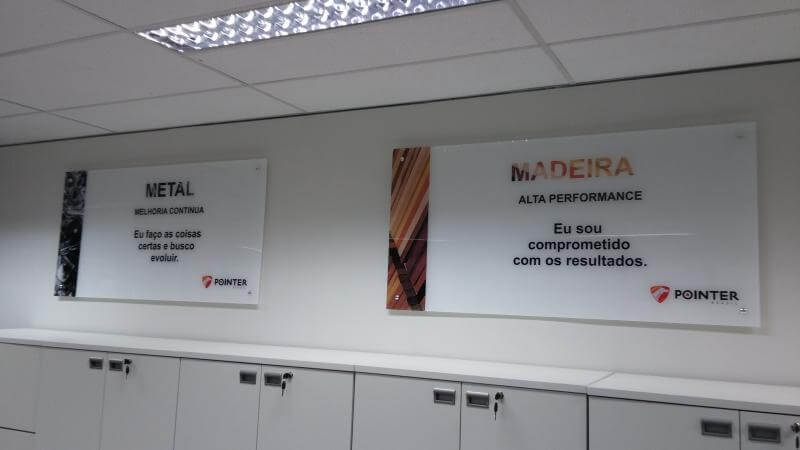 METAL
MELHORIA CONTINUA
Eu faço as coisas
certas e busco
evoluir.
POINTER
MADEIRA
ALTA PERFORMANCE
Eu sou
comprometido
com os resultados.
POINTER